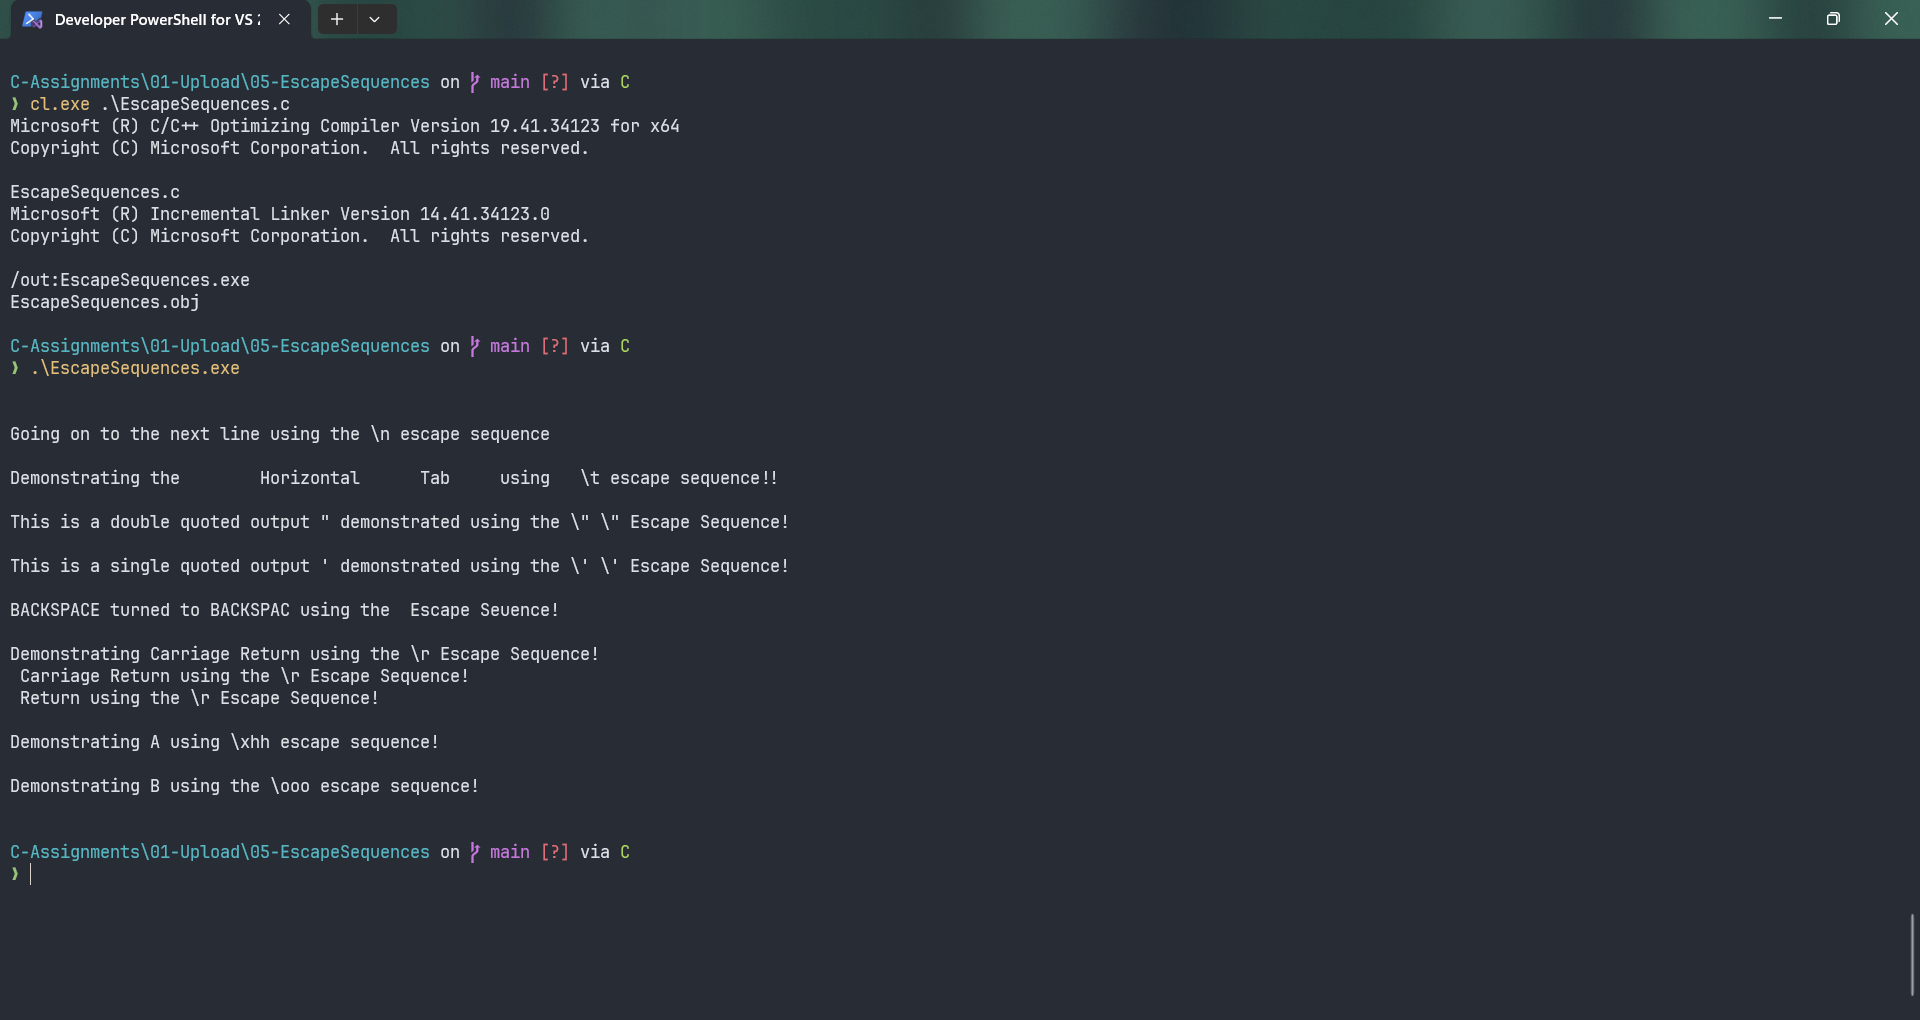 Developer PowerShell for VS 2
C-Assignments\01-Upload\05-EscapeSequences on main [?] via C
❯ cl.exe .\EscapeSequences.c
Microsoft (R) C/C++ Optimizing Compiler Version 19.41.34123 for x64
Copyright (C) Microsoft Corporation.  All rights reserved.
EscapeSequences.c
Microsoft (R) Incremental Linker Version 14.41.34123.0
Copyright (C) Microsoft Corporation.  All rights reserved.
/out:EscapeSequences.exe
EscapeSequences.obj
C-Assignments\01-Upload\05-EscapeSequences on main [?] via C
❯ .\EscapeSequences.exe
Going on to the next line using the \n escape sequence
Demonstrating the        Horizontal      Tab     using   \t escape sequence!!
This is a double quoted output " demonstrated using the \" \" Escape Sequence!
This is a single quoted output ' demonstrated using the \' \' Escape Sequence!
BACKSPACE turned to BACKSPAC using the  Escape Seuence!
Demonstrating Carriage Return using the \r Escape Sequence!
 Carriage Return using the \r Escape Sequence!
 Return using the \r Escape Sequence!
Demonstrating A using \xhh escape sequence!
Demonstrating B using the \ooo escape sequence!
C-Assignments\01-Upload\05-EscapeSequences on main [?] via C
❯